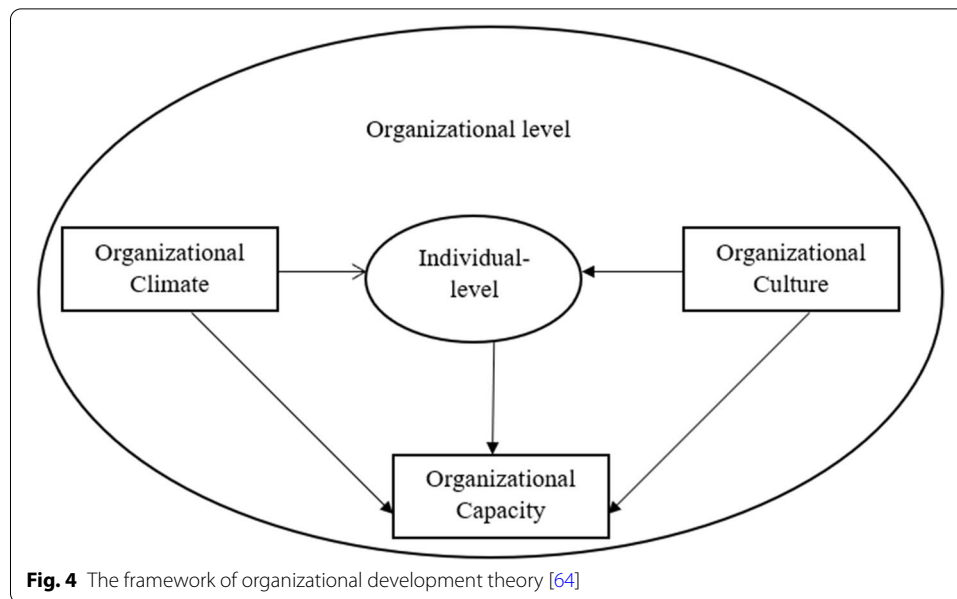 Organizational level
Organizational
Climate
Individual-
level
Organizational
Culture
Organizational
Capacity
Fig. 4 The framework of organizational development theory [64]